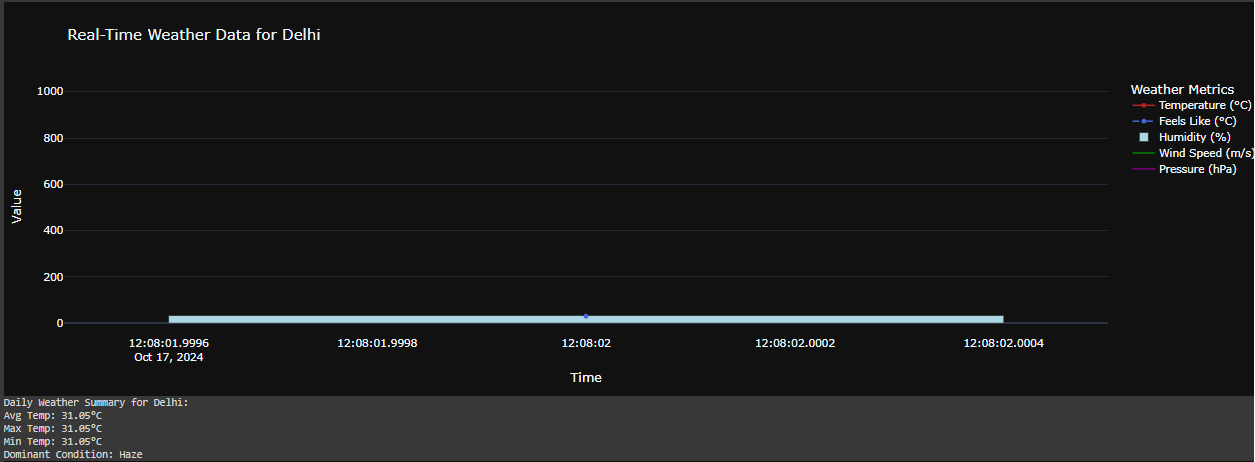 Real-Time Weather Data for Delhi
1000
800
600
400
200
0
Value
12:08:01.9996
Oct 17, 2024
12:08:01.9998
12:08:02
12:08:02.0002
12:08:02.0004
Time
Weather Metrics
Temperature (°C)
Feels Like (°C)
Humidity (%)
Wind Speed (m/s)
Pressure (hPa)
Daily Weather Summary for Delhi:
Avg Temp: 31.05°C
Max Temp: 31.05°C
Min Temp: 31.05°C
Dominant Condition: Haze